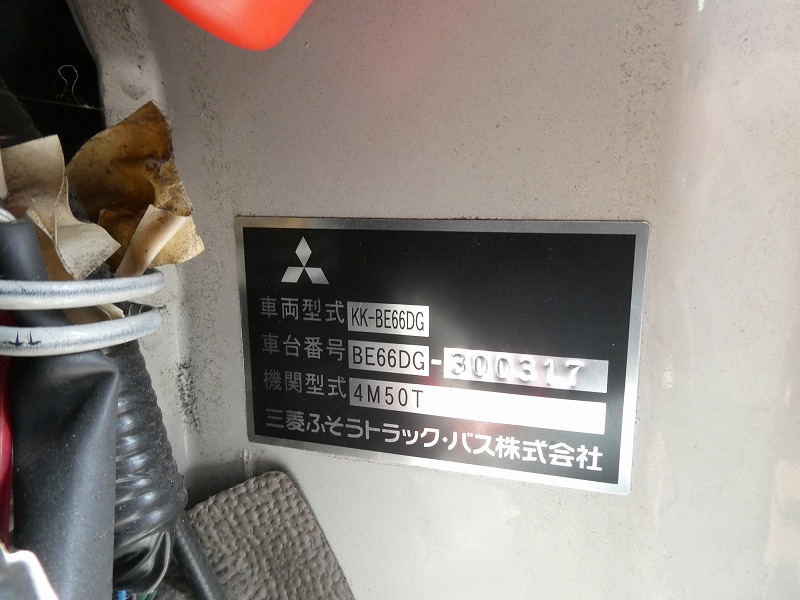 車両型式 KK-BE66DG
車台番号 BE66DG-300317
機関型式 4M50T
三菱ふそうトラック・バス株式会社